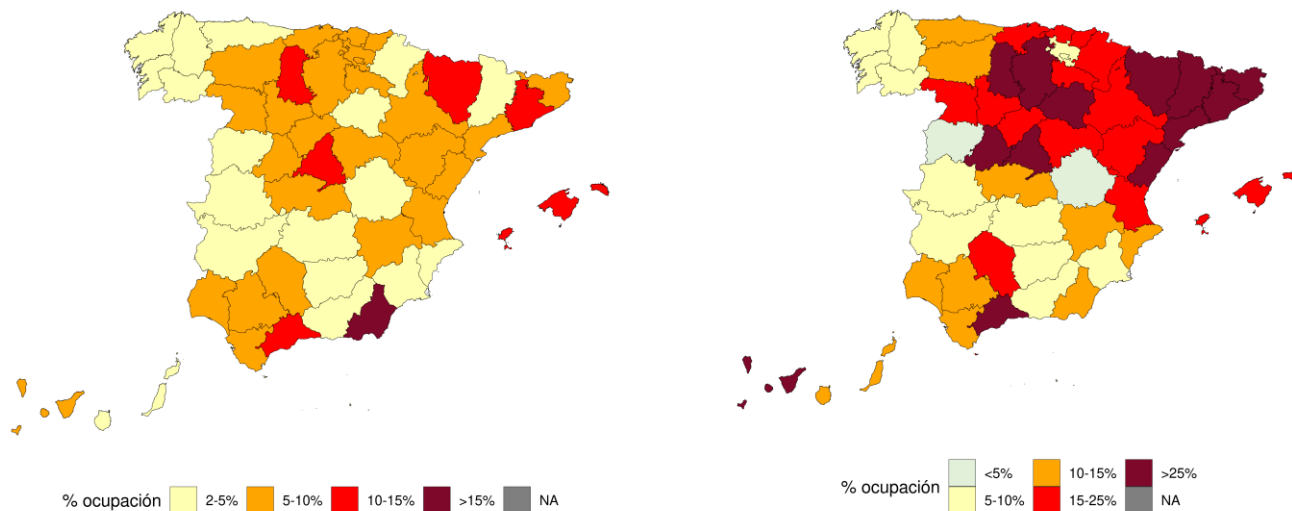 % ocupación 2-5% 5-10% 10-15% >15% NA
% ocupación <5% 10-15% >25%
5-10% 15-25% NA